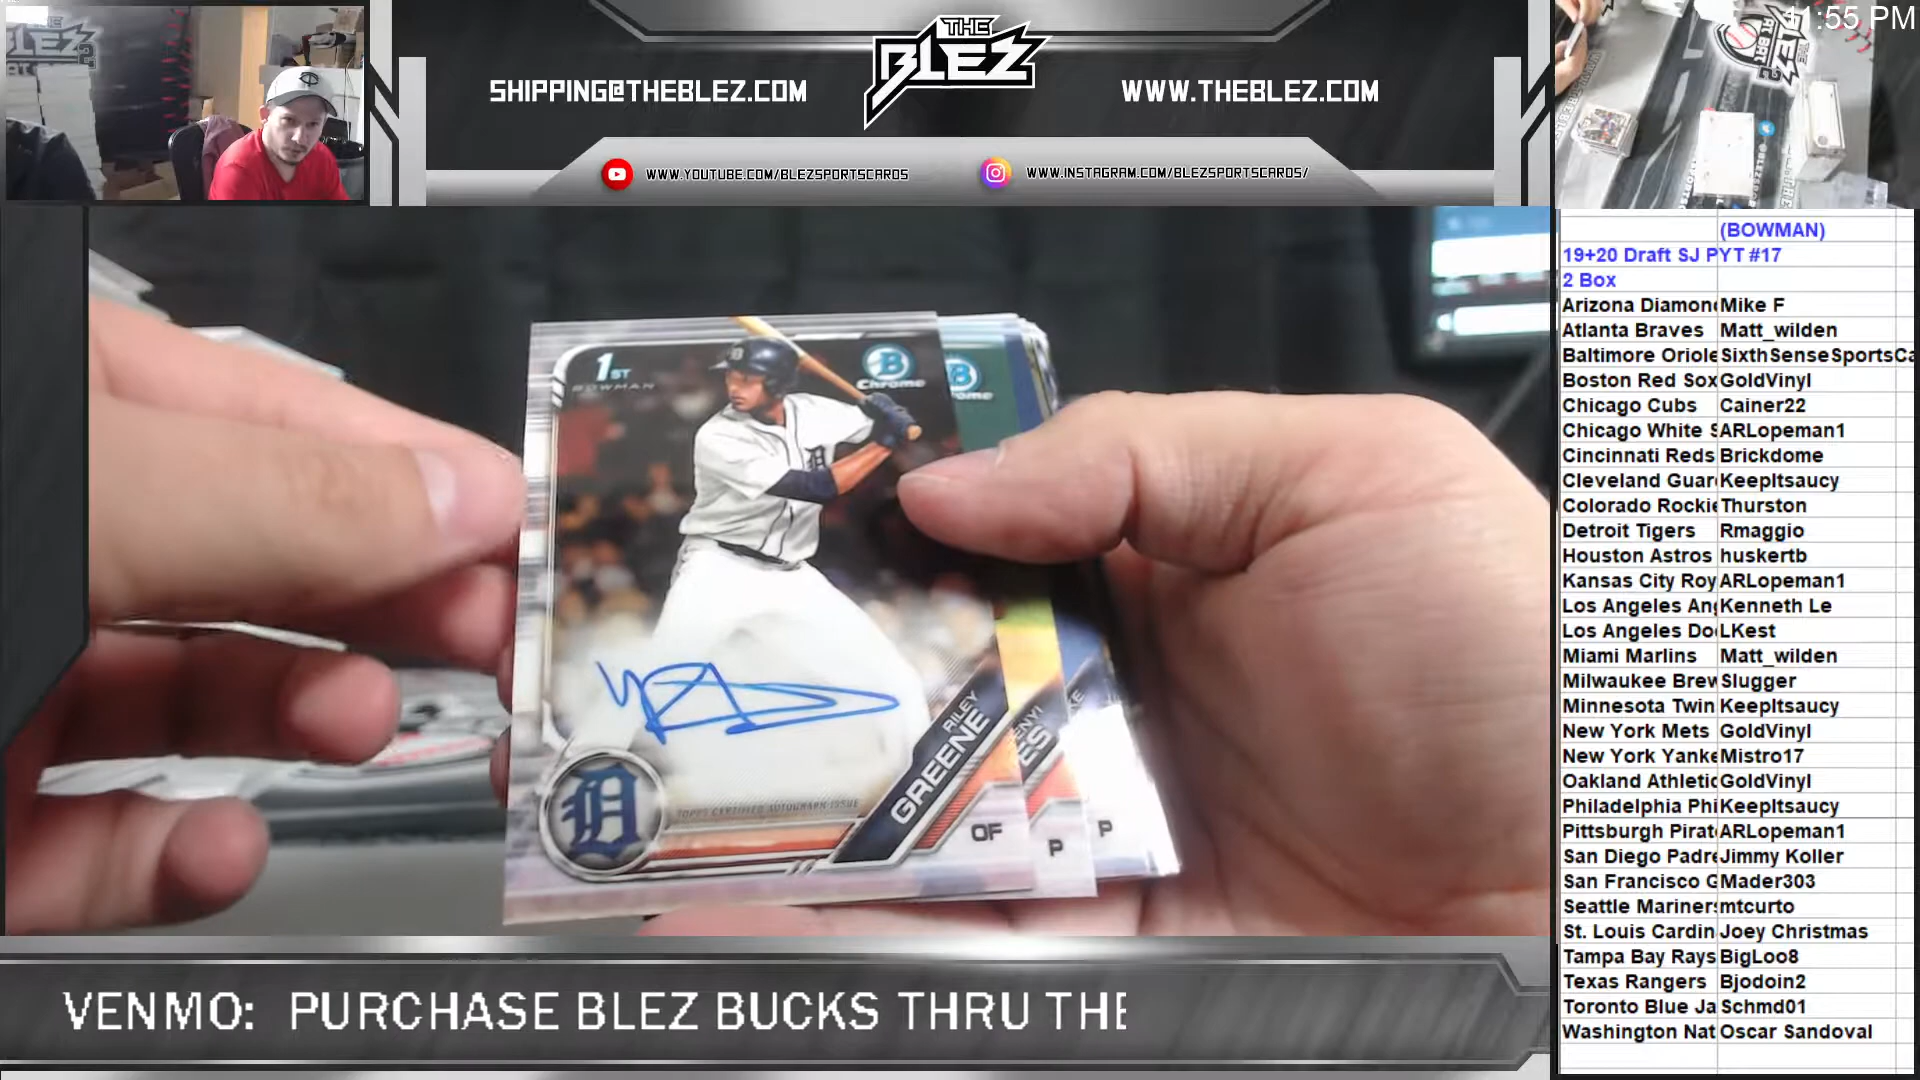 THE
BLEZ
SHIPPING@THEBLEZ.COM
WWW.THEBLEZ.COM
WWW.YOUTUBE.COM/BLEZSPORTSCARDS
WWW.INSTAGRAM.COM/BLEZSPORTSCARDS/
:55 PM
1ST
BOWMAN
B
Chrome
RILEY
GREENE
OF
TOPPS CERTIFIED AUTOGRAPH ISSUE
P
P
(BOWMAN)
19+20 Draft SJ PYT #17
2 Box
Arizona Diamon Mike F
Atlanta Braves Matt_wilden
Baltimore Oriole SixthSenseSportsCa
Boston Red Sox GoldVinyl
Chicago Cubs Cainer22
Chicago White S ARLopeman1
Cincinnati Reds Brickdome
Cleveland Guar KeepItsaucy
Colorado Rockie Thurston
Detroit Tigers Rmaggio
Houston Astros huskertb
Kansas City Roy ARLopeman1
Los Angeles Ang Kenneth Le
Los Angeles Do LKest
Miami Marlins Matt_wilden
Milwaukee Brew Slugger
Minnesota Twin KeepItsaucy
New York Mets GoldVinyl
New York Yanke Mistro17
Oakland Athletic GoldVinyl
Philadelphia Phi KeepItsaucy
Pittsburgh Pirat ARLopeman1
San Diego Padre Jimmy Koller
San Francisco G Mader303
Seattle Mariner mtcurto
St. Louis Cardin Joey Christmas
Tampa Bay Rays BigLoo8
Texas Rangers Bjodoin2
Toronto Blue Ja Schmd01
Washington Nat Oscar Sandoval
VENMO: PURCHASE BLEZ BUCKS THRU THE